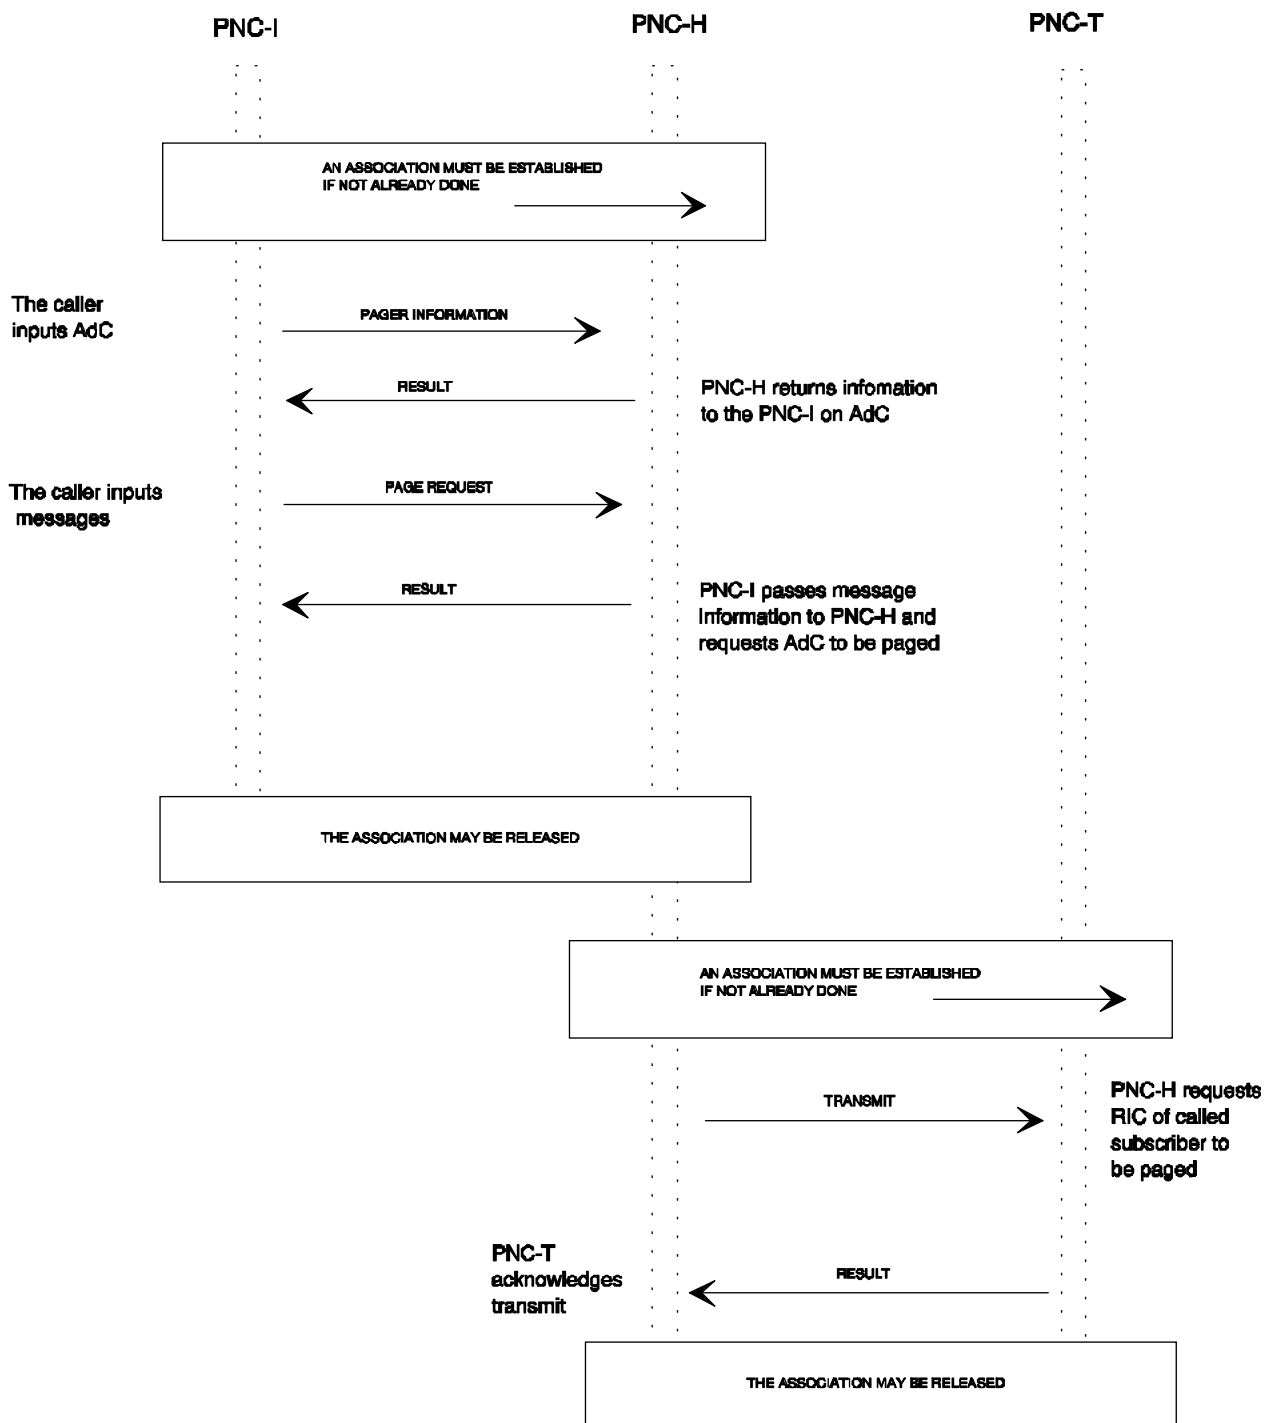 PNC-I
PNC-H
PNC-T
AN ASSOCIATION MUST BE ESTABLISHED
IF NOT ALREADY DONE
The caller
inputs AdC
PAGER INFORMATION
RESULT
PNC-H returns infomation
to the PNC-I on AdC
The caller inputs
messages
PAGE REQUEST
RESULT
PNC-I passes message
Information to PNC-H and
requests AdC to be paged
THE ASSOCIATION MAY BE RELEASED
AN ASSOCIATION MUST BE ESTABLISHED
IF NOT ALREADY DONE
TRANSMIT
PNC-H requests
RIC of called
subscriber to
be paged
PNC-T
acknowledges
transmit
RESULT
THE ASSOCIATION MAY BE RELEASED